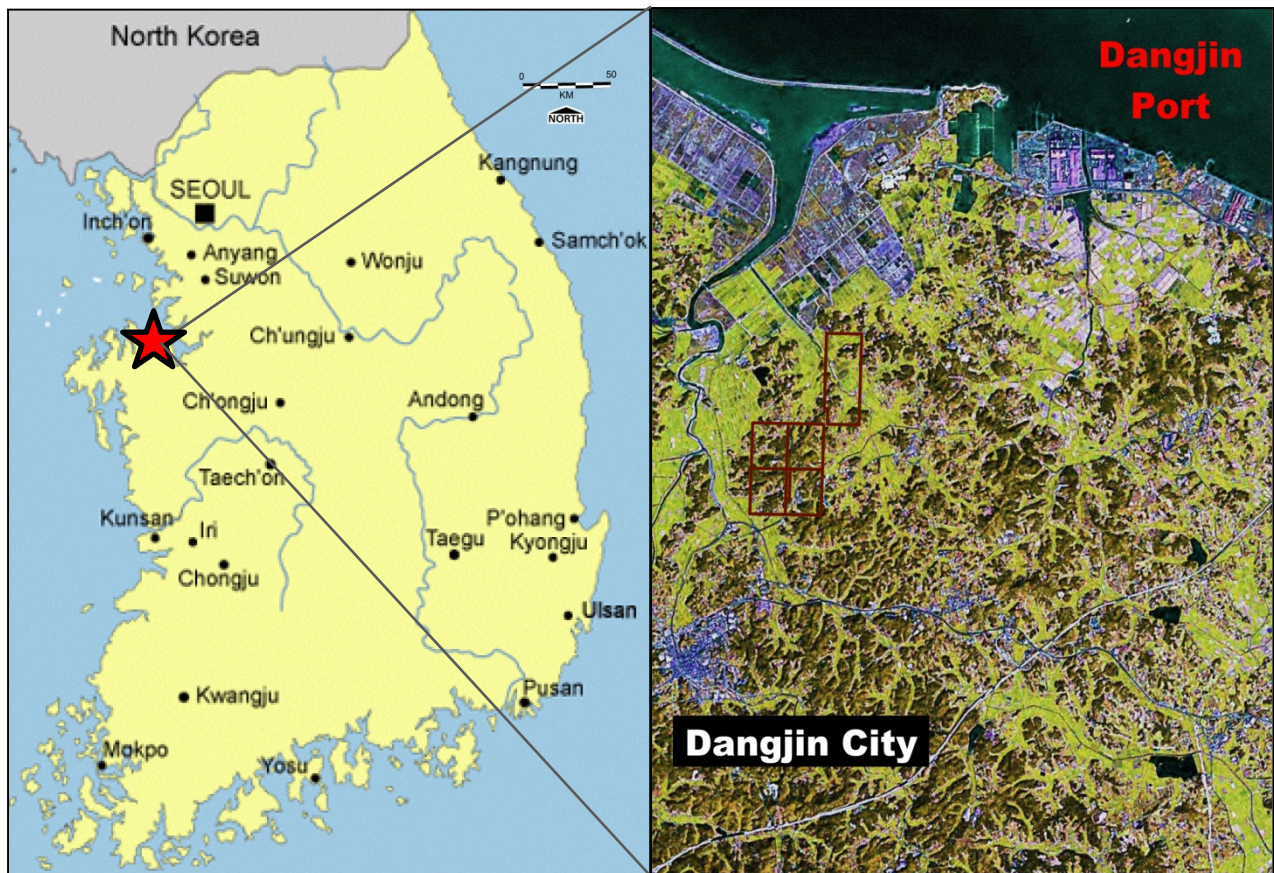 North Korea
0 50
KM
NORTH
Kangnung
SEOUL
Inch'on
Samch'ok
Anyang
Wonju
Suwon
Ch'ungju
Ch'ongju
Andong
Taech'on
Kunsan
Iri
P'ohang
Taegu
Kyongju
Chongju
Ulsan
Kwangju
Pusan
Mokpo
Yosu
Dangjin
Port
Dangjin City